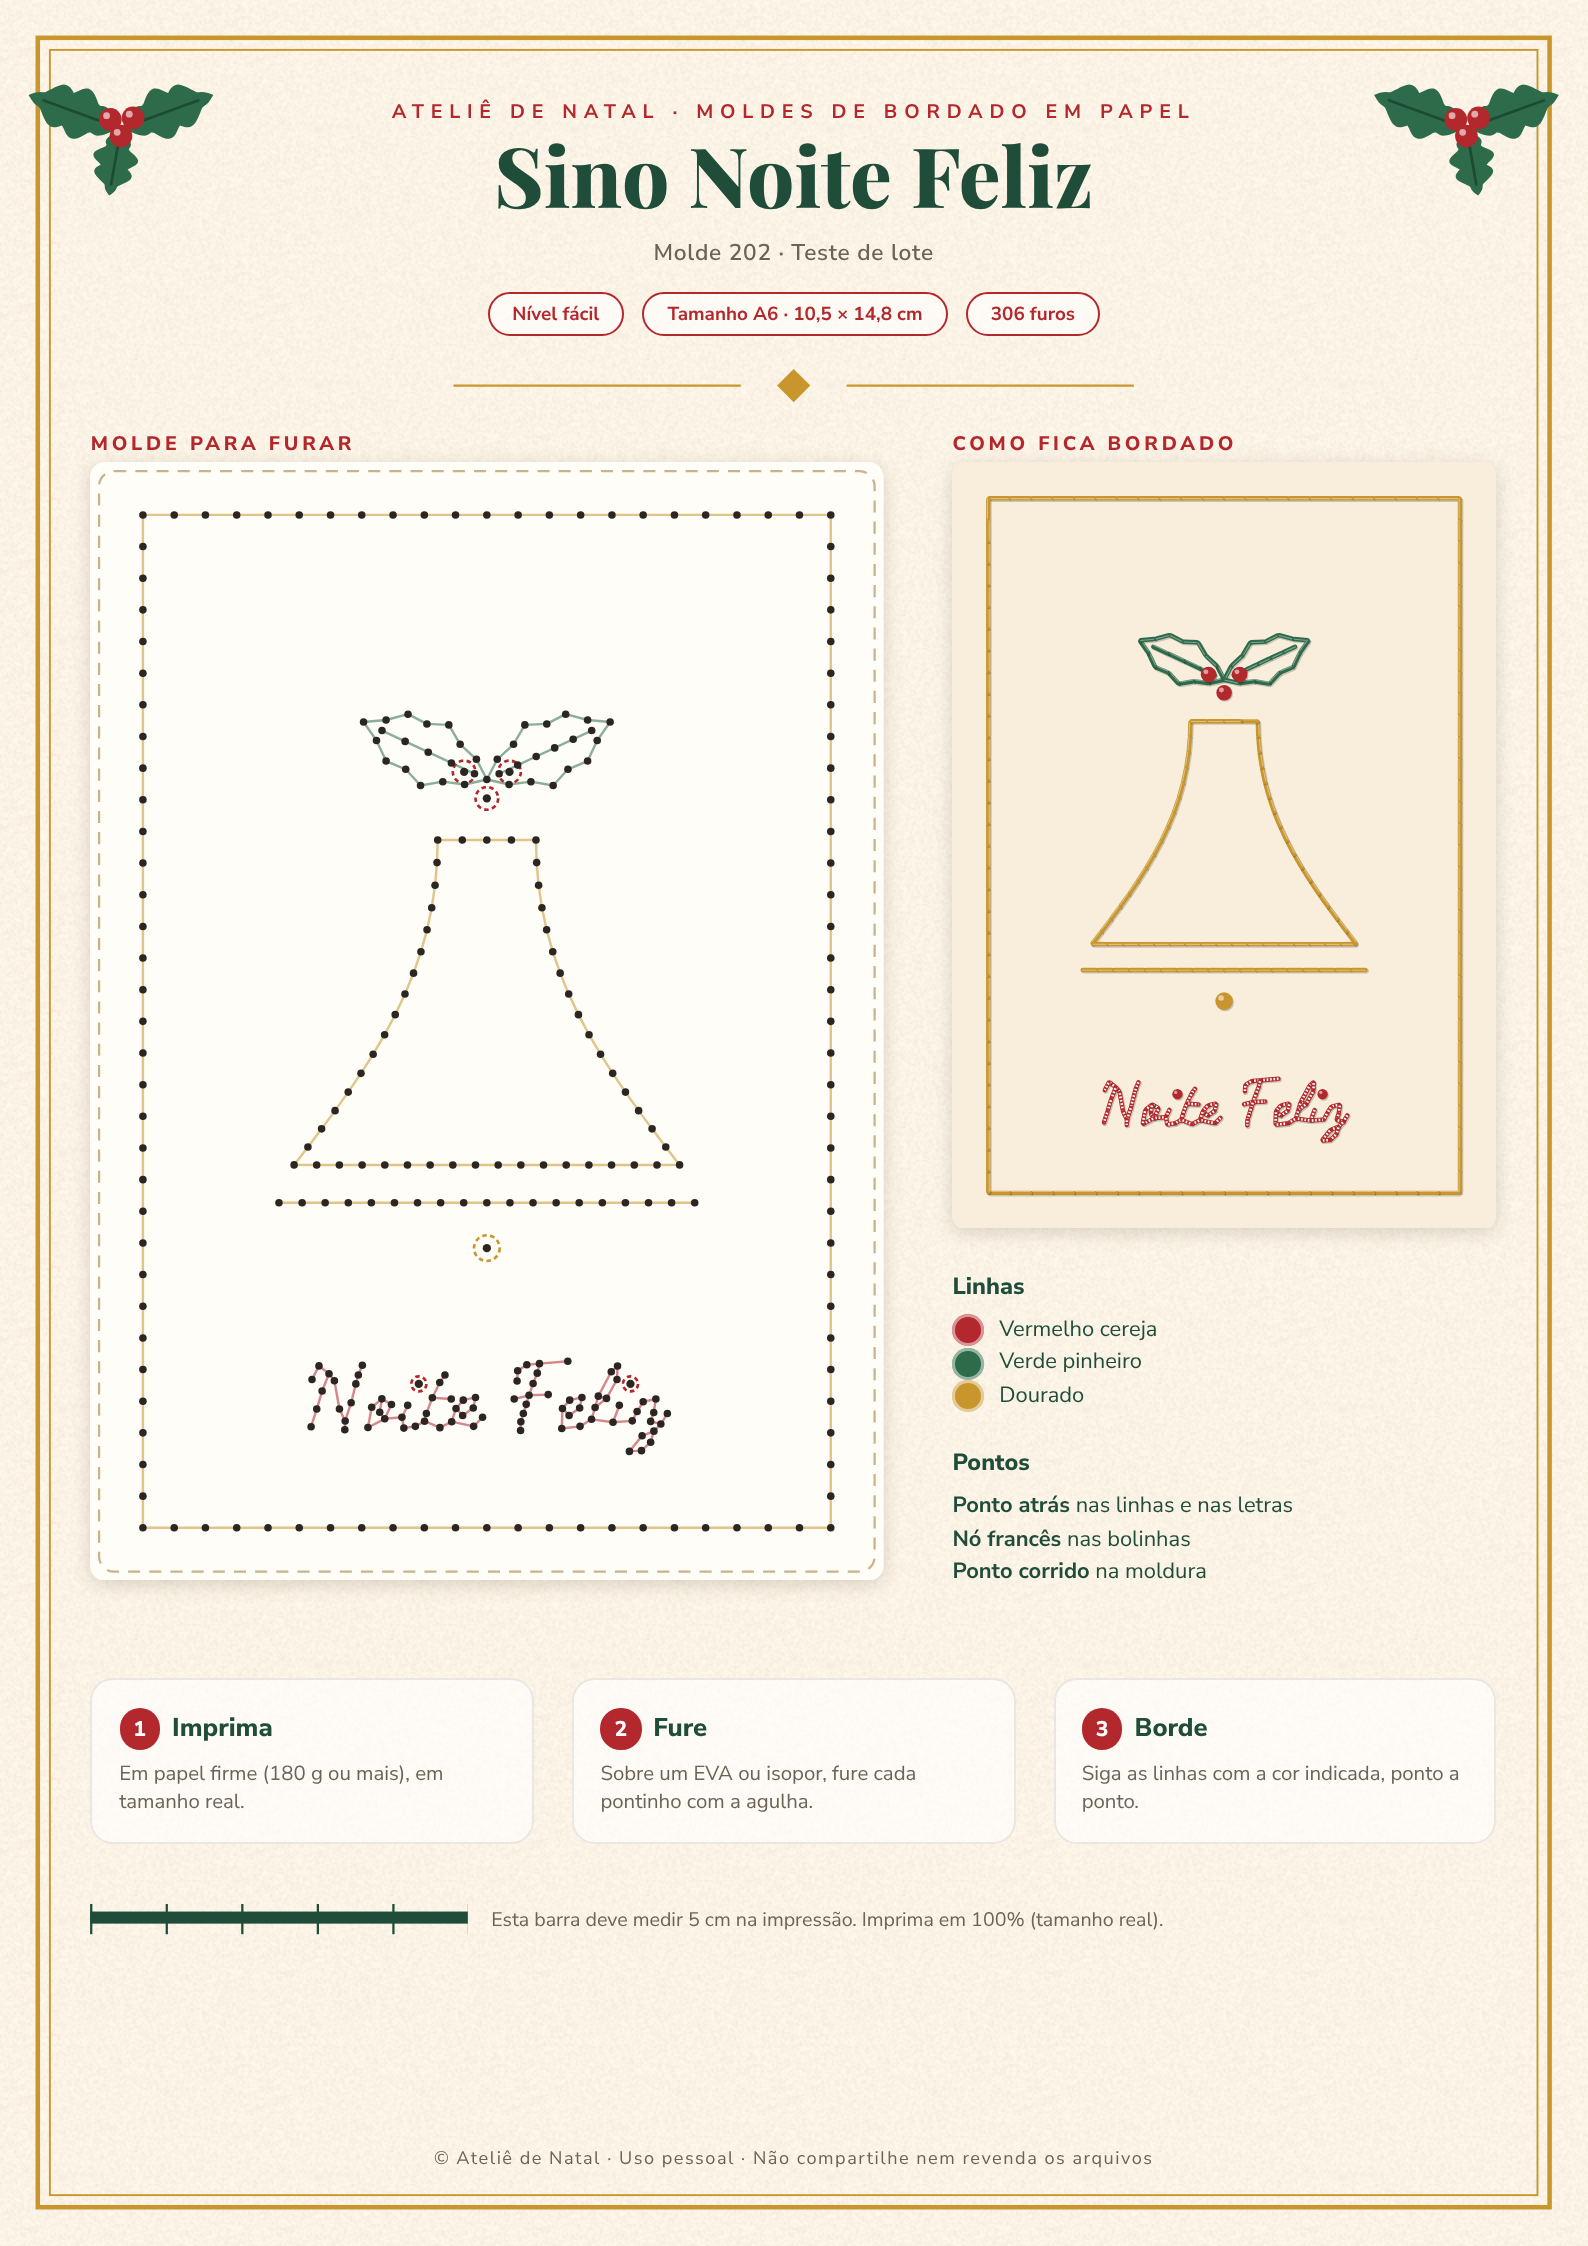 ATELIÊ DE NATAL · MOLDES DE BORDADO EM PAPEL
Sino Noite Feliz
Molde 202 · Teste de lote
Nível fácil
Tamanho A6 · 10,5 × 14,8 cm
306 furos
MOLDE PARA FURAR
Noite Feliz
COMO FICA BORDADO
Noite Feliz
Linhas
Vermelho cereja
Verde pinheiro
Dourado
Pontos
Ponto atrás nas linhas e nas letras
Nó francês nas bolinhas
Ponto corrido na moldura
1 Imprima
Em papel firme (180 g ou mais), em
tamanho real.
2 Fure
Sobre um EVA ou isopor, fure cada
pontinho com a agulha.
3 Borde
Siga as linhas com a cor indicada, ponto a
ponto.
Esta barra deve medir 5 cm na impressão. Imprima em 100% (tamanho real).
© Ateliê de Natal · Uso pessoal · Não compartilhe nem revenda os arquivos